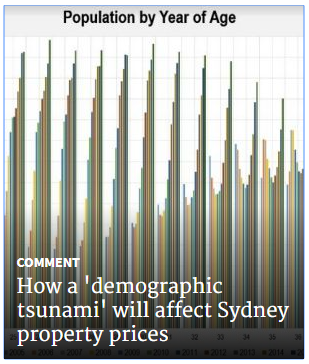 Population by Year of Age
COMMENT
How a 'demographic
tsunami' will affect Sydney
property prices